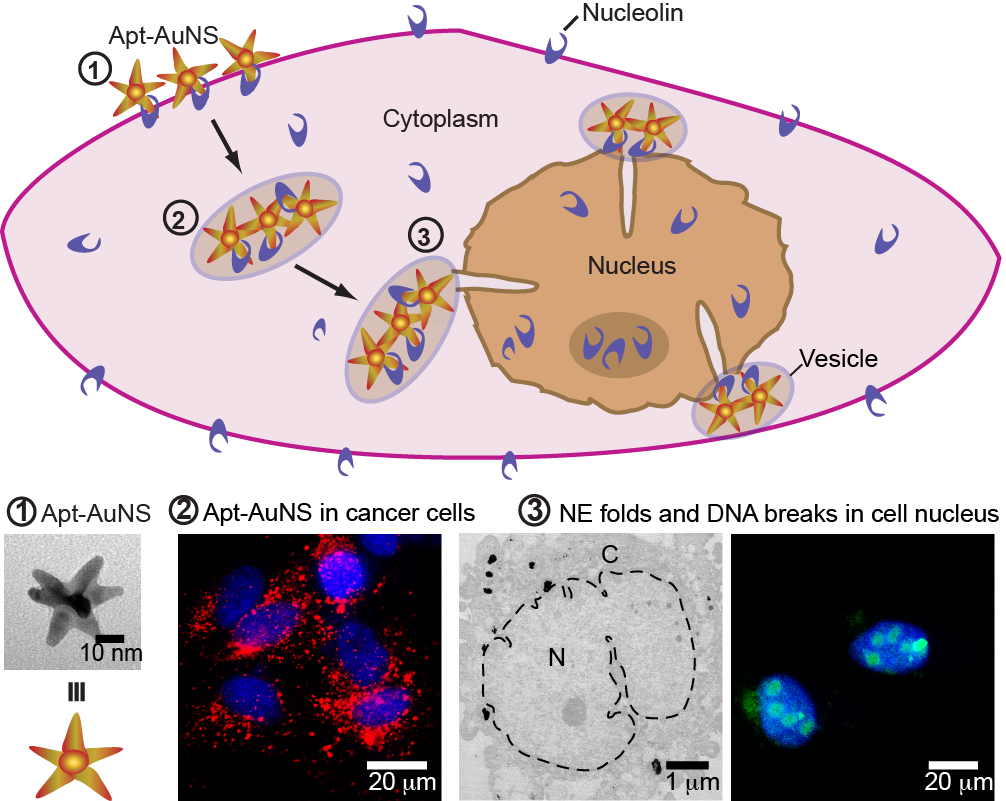 Nucleolin
Apt-AuNS
1
Cytoplasm
2
3
Nucleus
Vesicle
1 Apt-AuNS
2 Apt-AuNS in cancer cells
3 NE folds and DNA breaks in cell nucleus
C
N
10 nm
20 μm
1 μm
20 μm